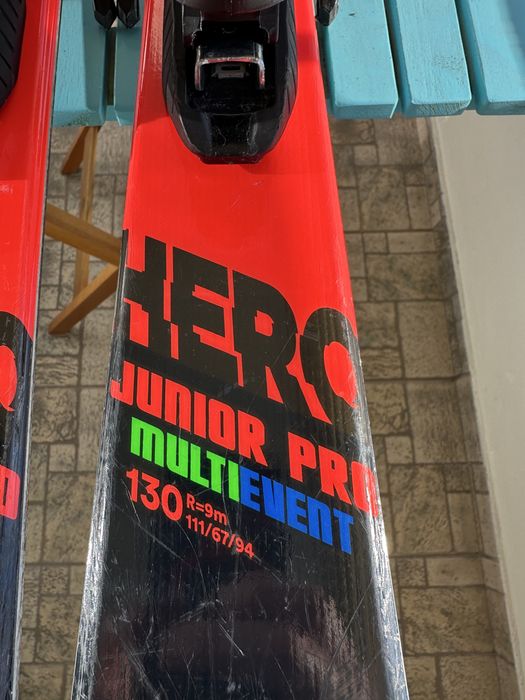 HERO
JUNIOR PRO
MULTIEVENT
130 R=9m
111/67/94